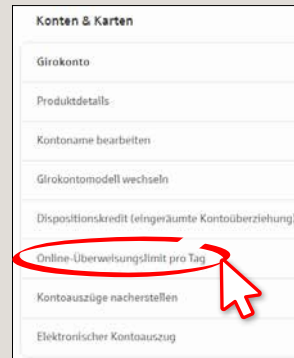 Konten & Karten
Girokonto
Produktdetails
Kontoname bearbeiten
Girokontomodell wechseln
Dispositionskredit (eingeräumte Kontoüberziehung)
Online-Überweisungslimit pro Tag
Kontoauszüge nacherstellen
Elektronischer Kontoauszug